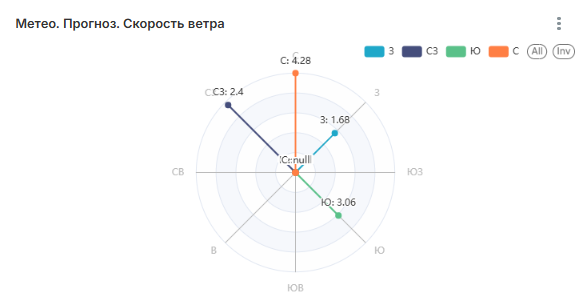 Метео. Прогноз. Скорость ветра
З
СЗ
Ю
С
All
Inv
С
С: 4.28
СЗ: 2.4
З
З: 1.68
С:null
СВ
ЮЗ
Ю: 3.06
В
Ю
ЮВ